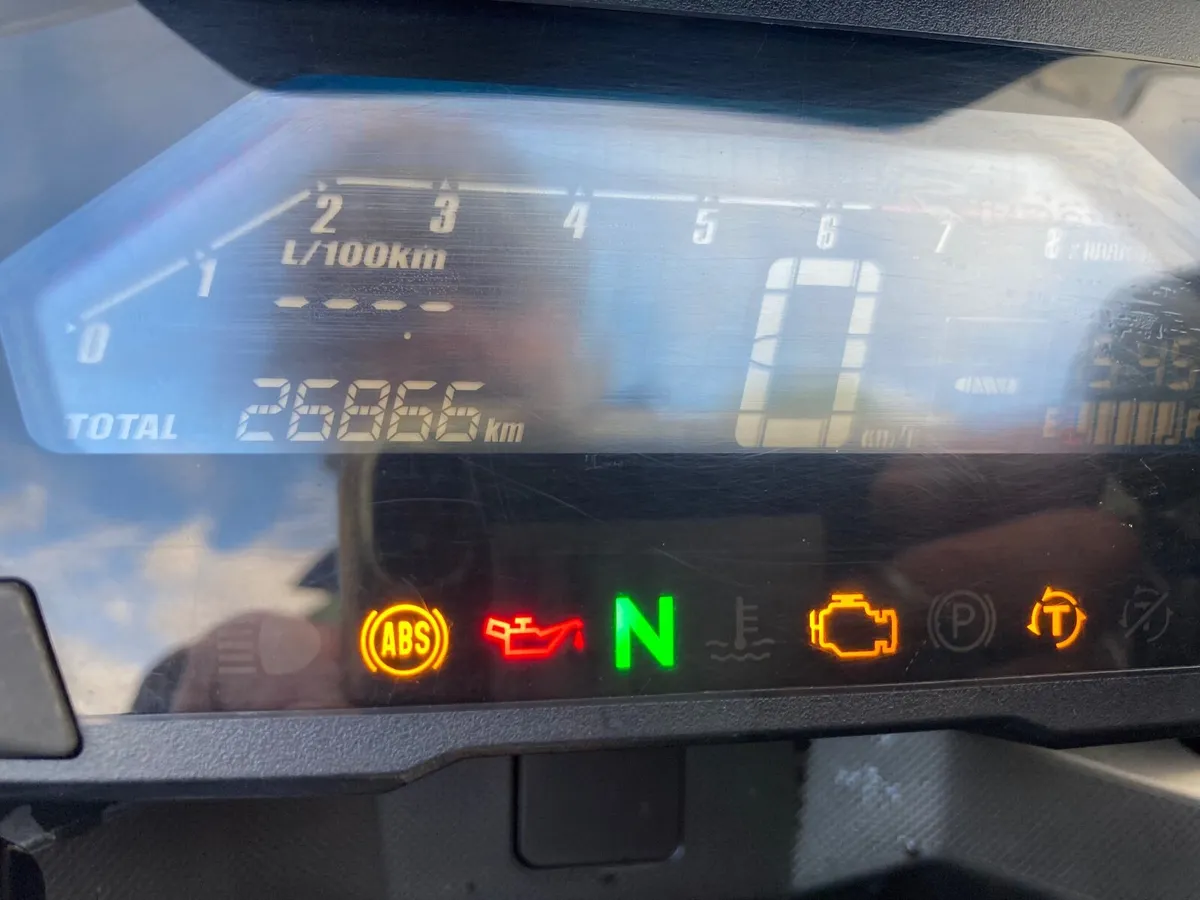 0 1 2 3 4 5 6 7 8
L/100km
----
TOTAL 26866 km
0
E
ABS N P T